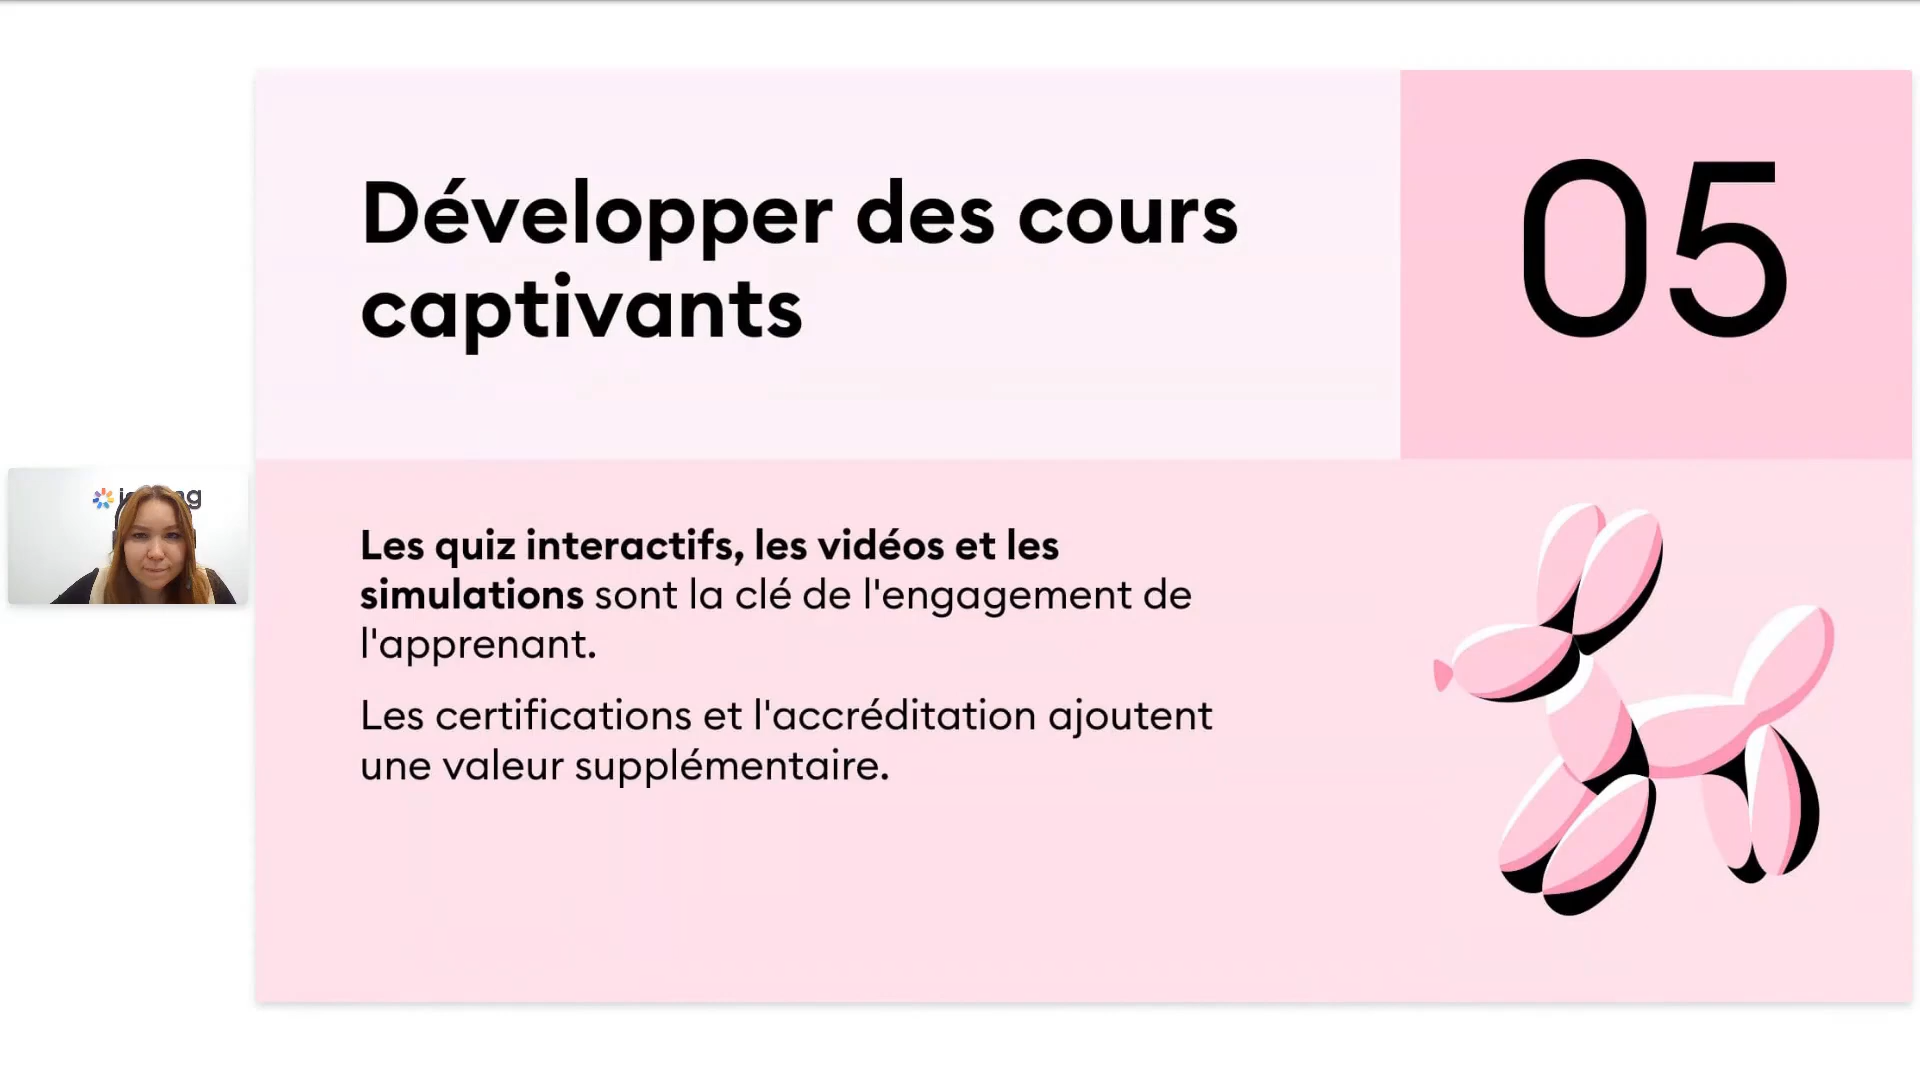 Développer des cours
captivants
05
Les quiz interactifs, les vidéos et les
simulations sont la clé de l'engagement de
l'apprenant.
Les certifications et l'accréditation ajoutent
une valeur supplémentaire.